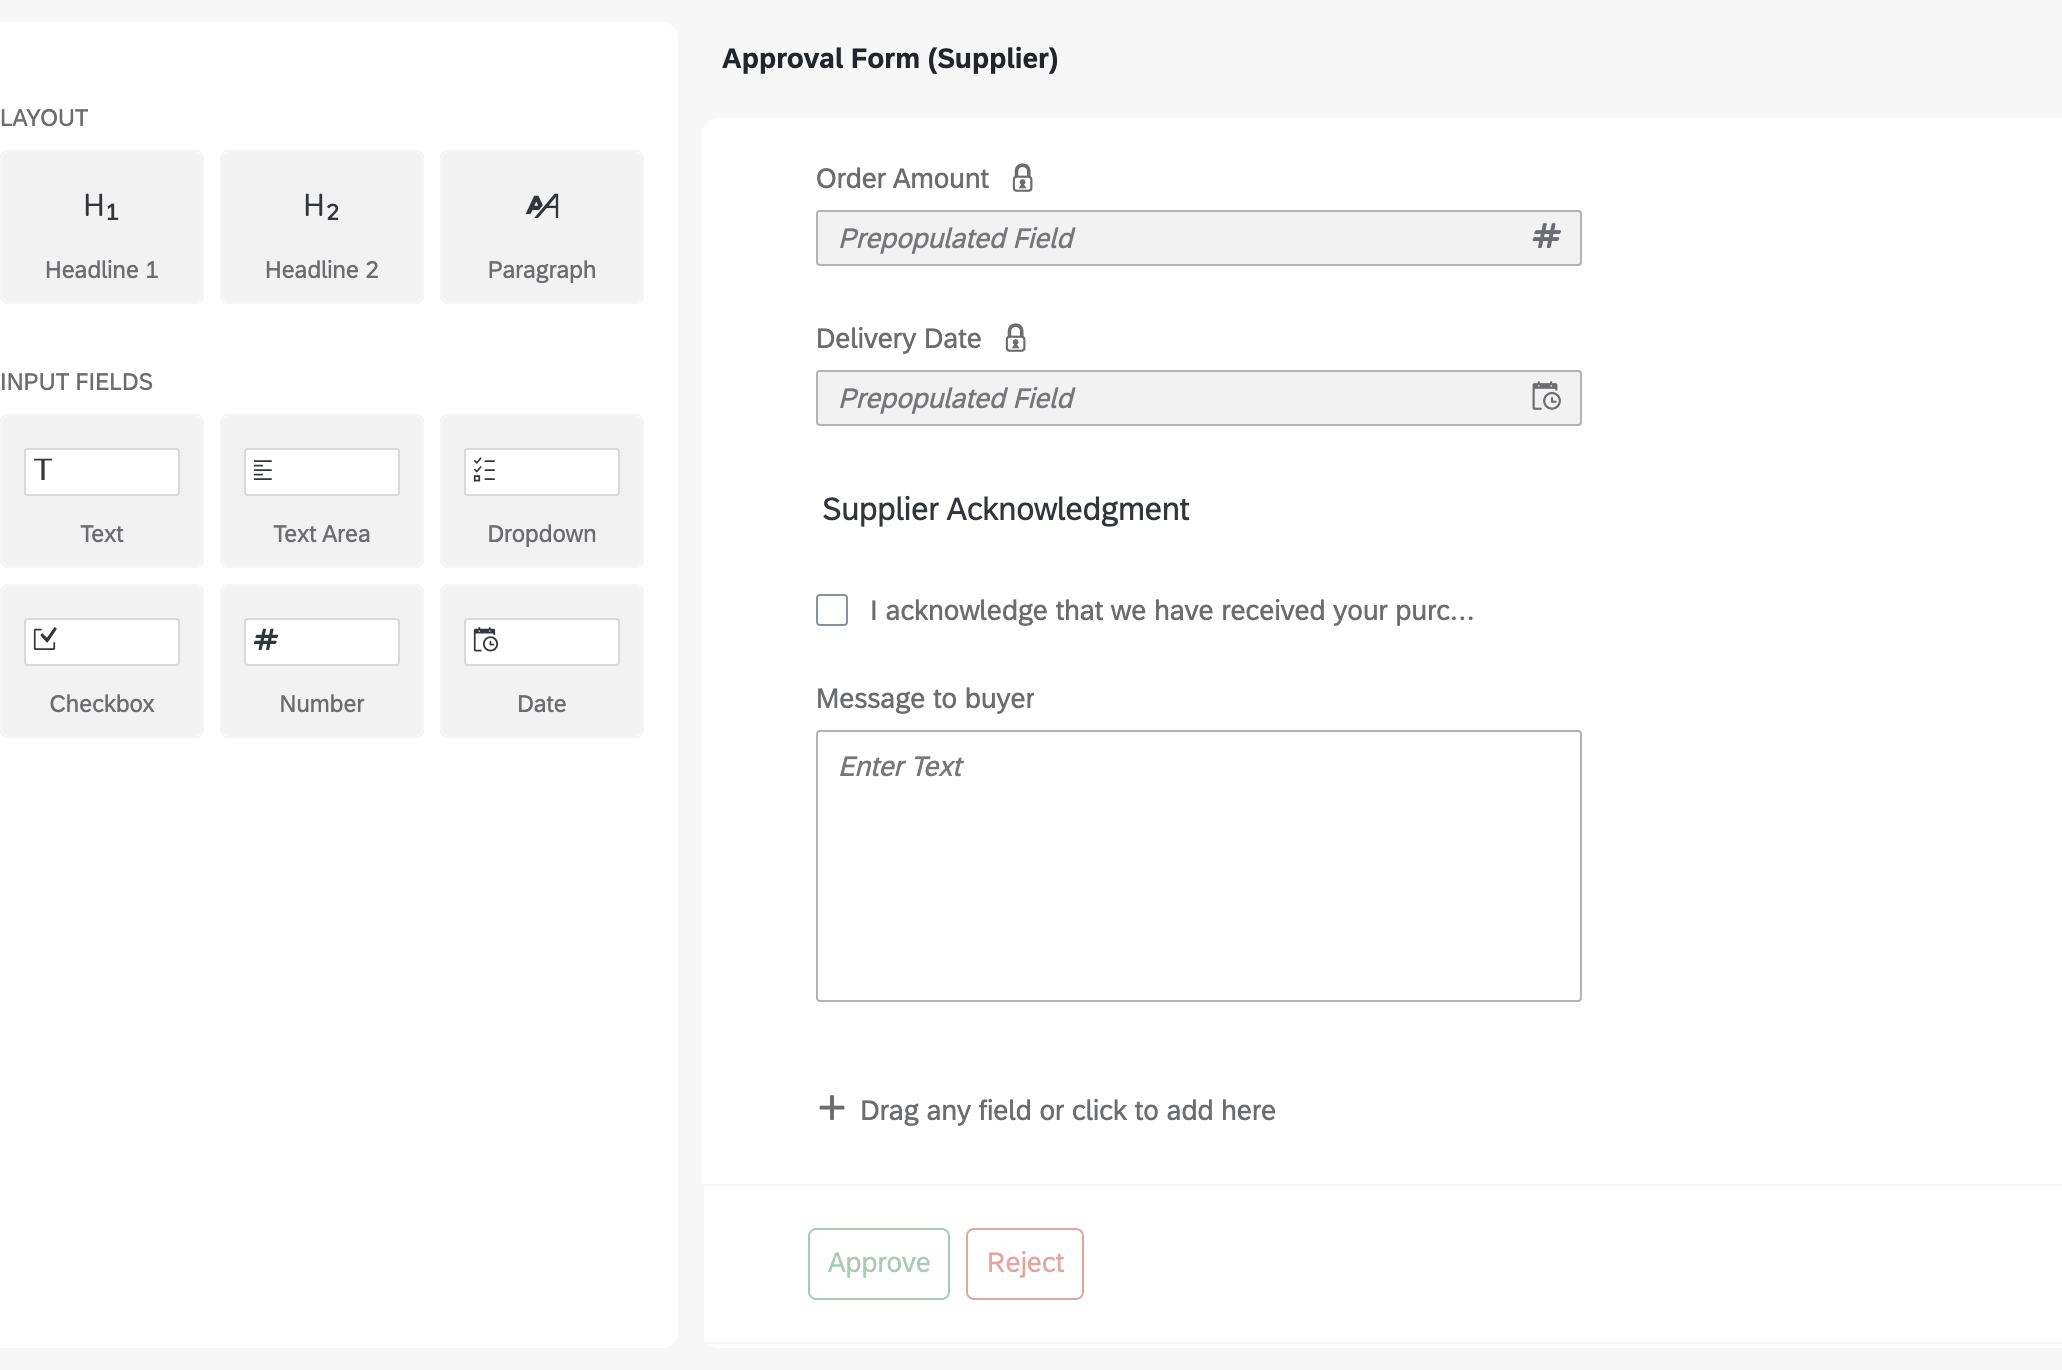 LAYOUT
H1
H2
AA
Headline 1
Headline 2
Paragraph
INPUT FIELDS
T
Text
Text Area
Dropdown
#
Checkbox
Number
Date
Approval Form (Supplier)
Order Amount
Prepopulated Field #
Delivery Date
Prepopulated Field
Supplier Acknowledgment
I acknowledge that we have received your purc...
Message to buyer
Enter Text
+ Drag any field or click to add here
Approve
Reject